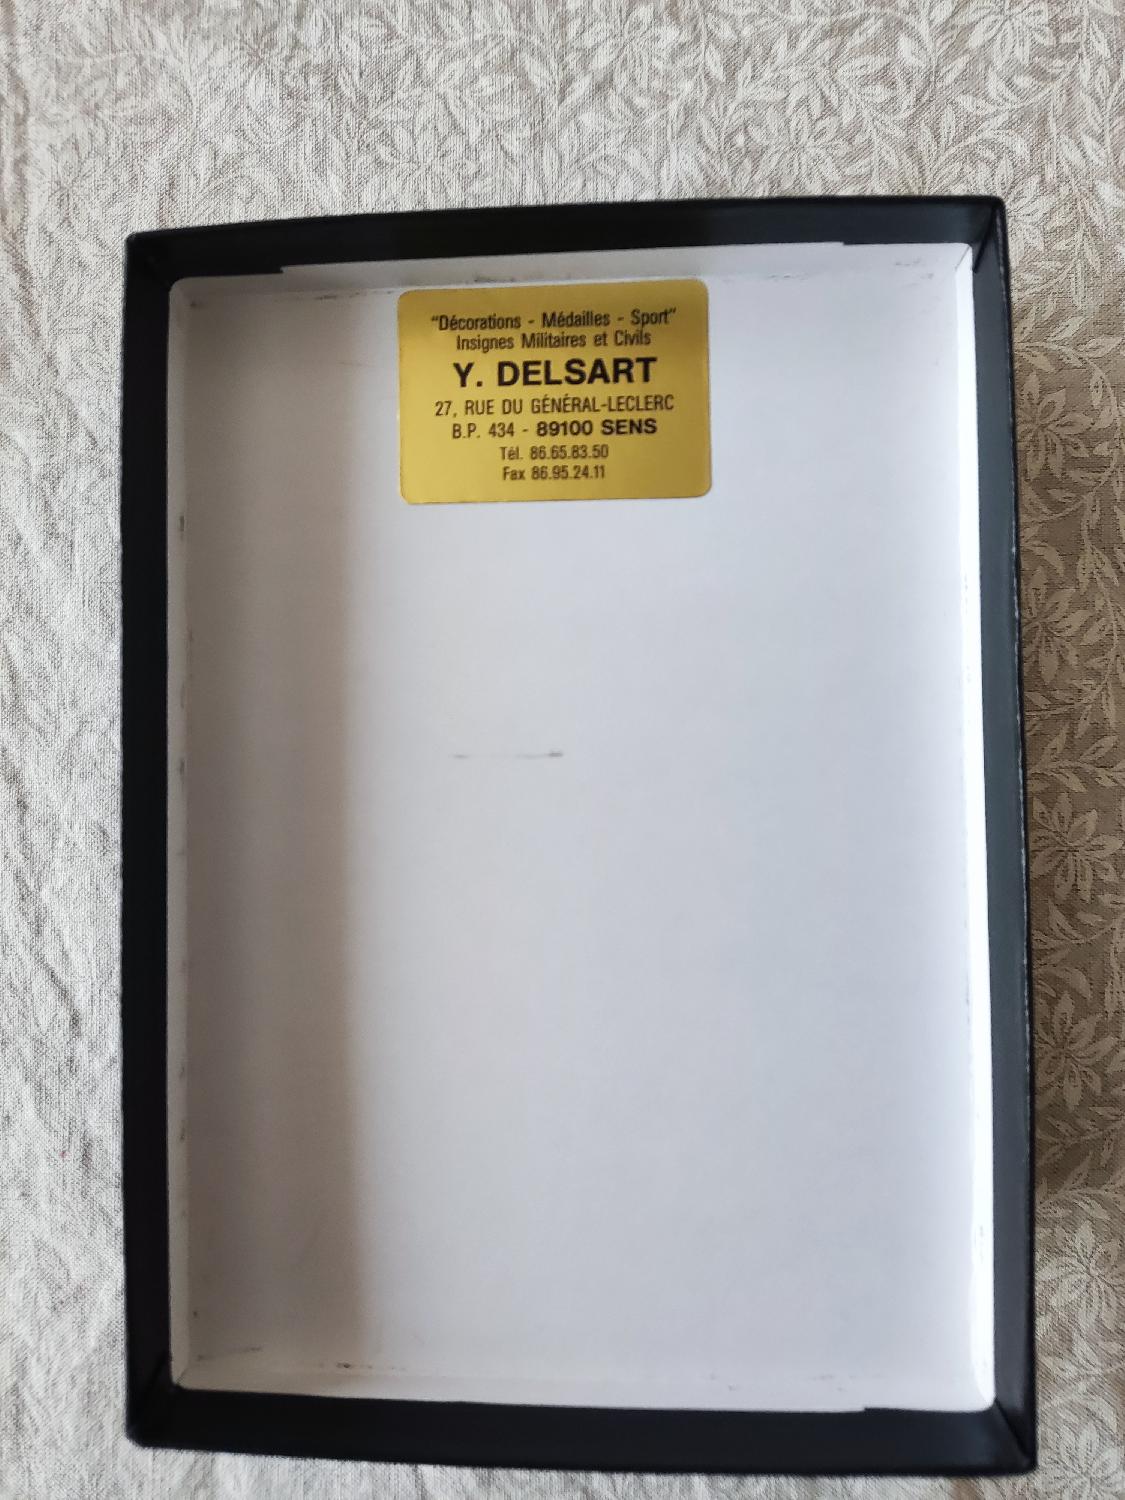 "Décorations - Médailles - Sport"
Insignes Militaires et Civils
Y. DELSART
27, RUE DU GÉNÉRAL-LECLERC
B.P. 434 - 89100 SENS
Tél. 86.65.83.50
Fax 86.95.24.11